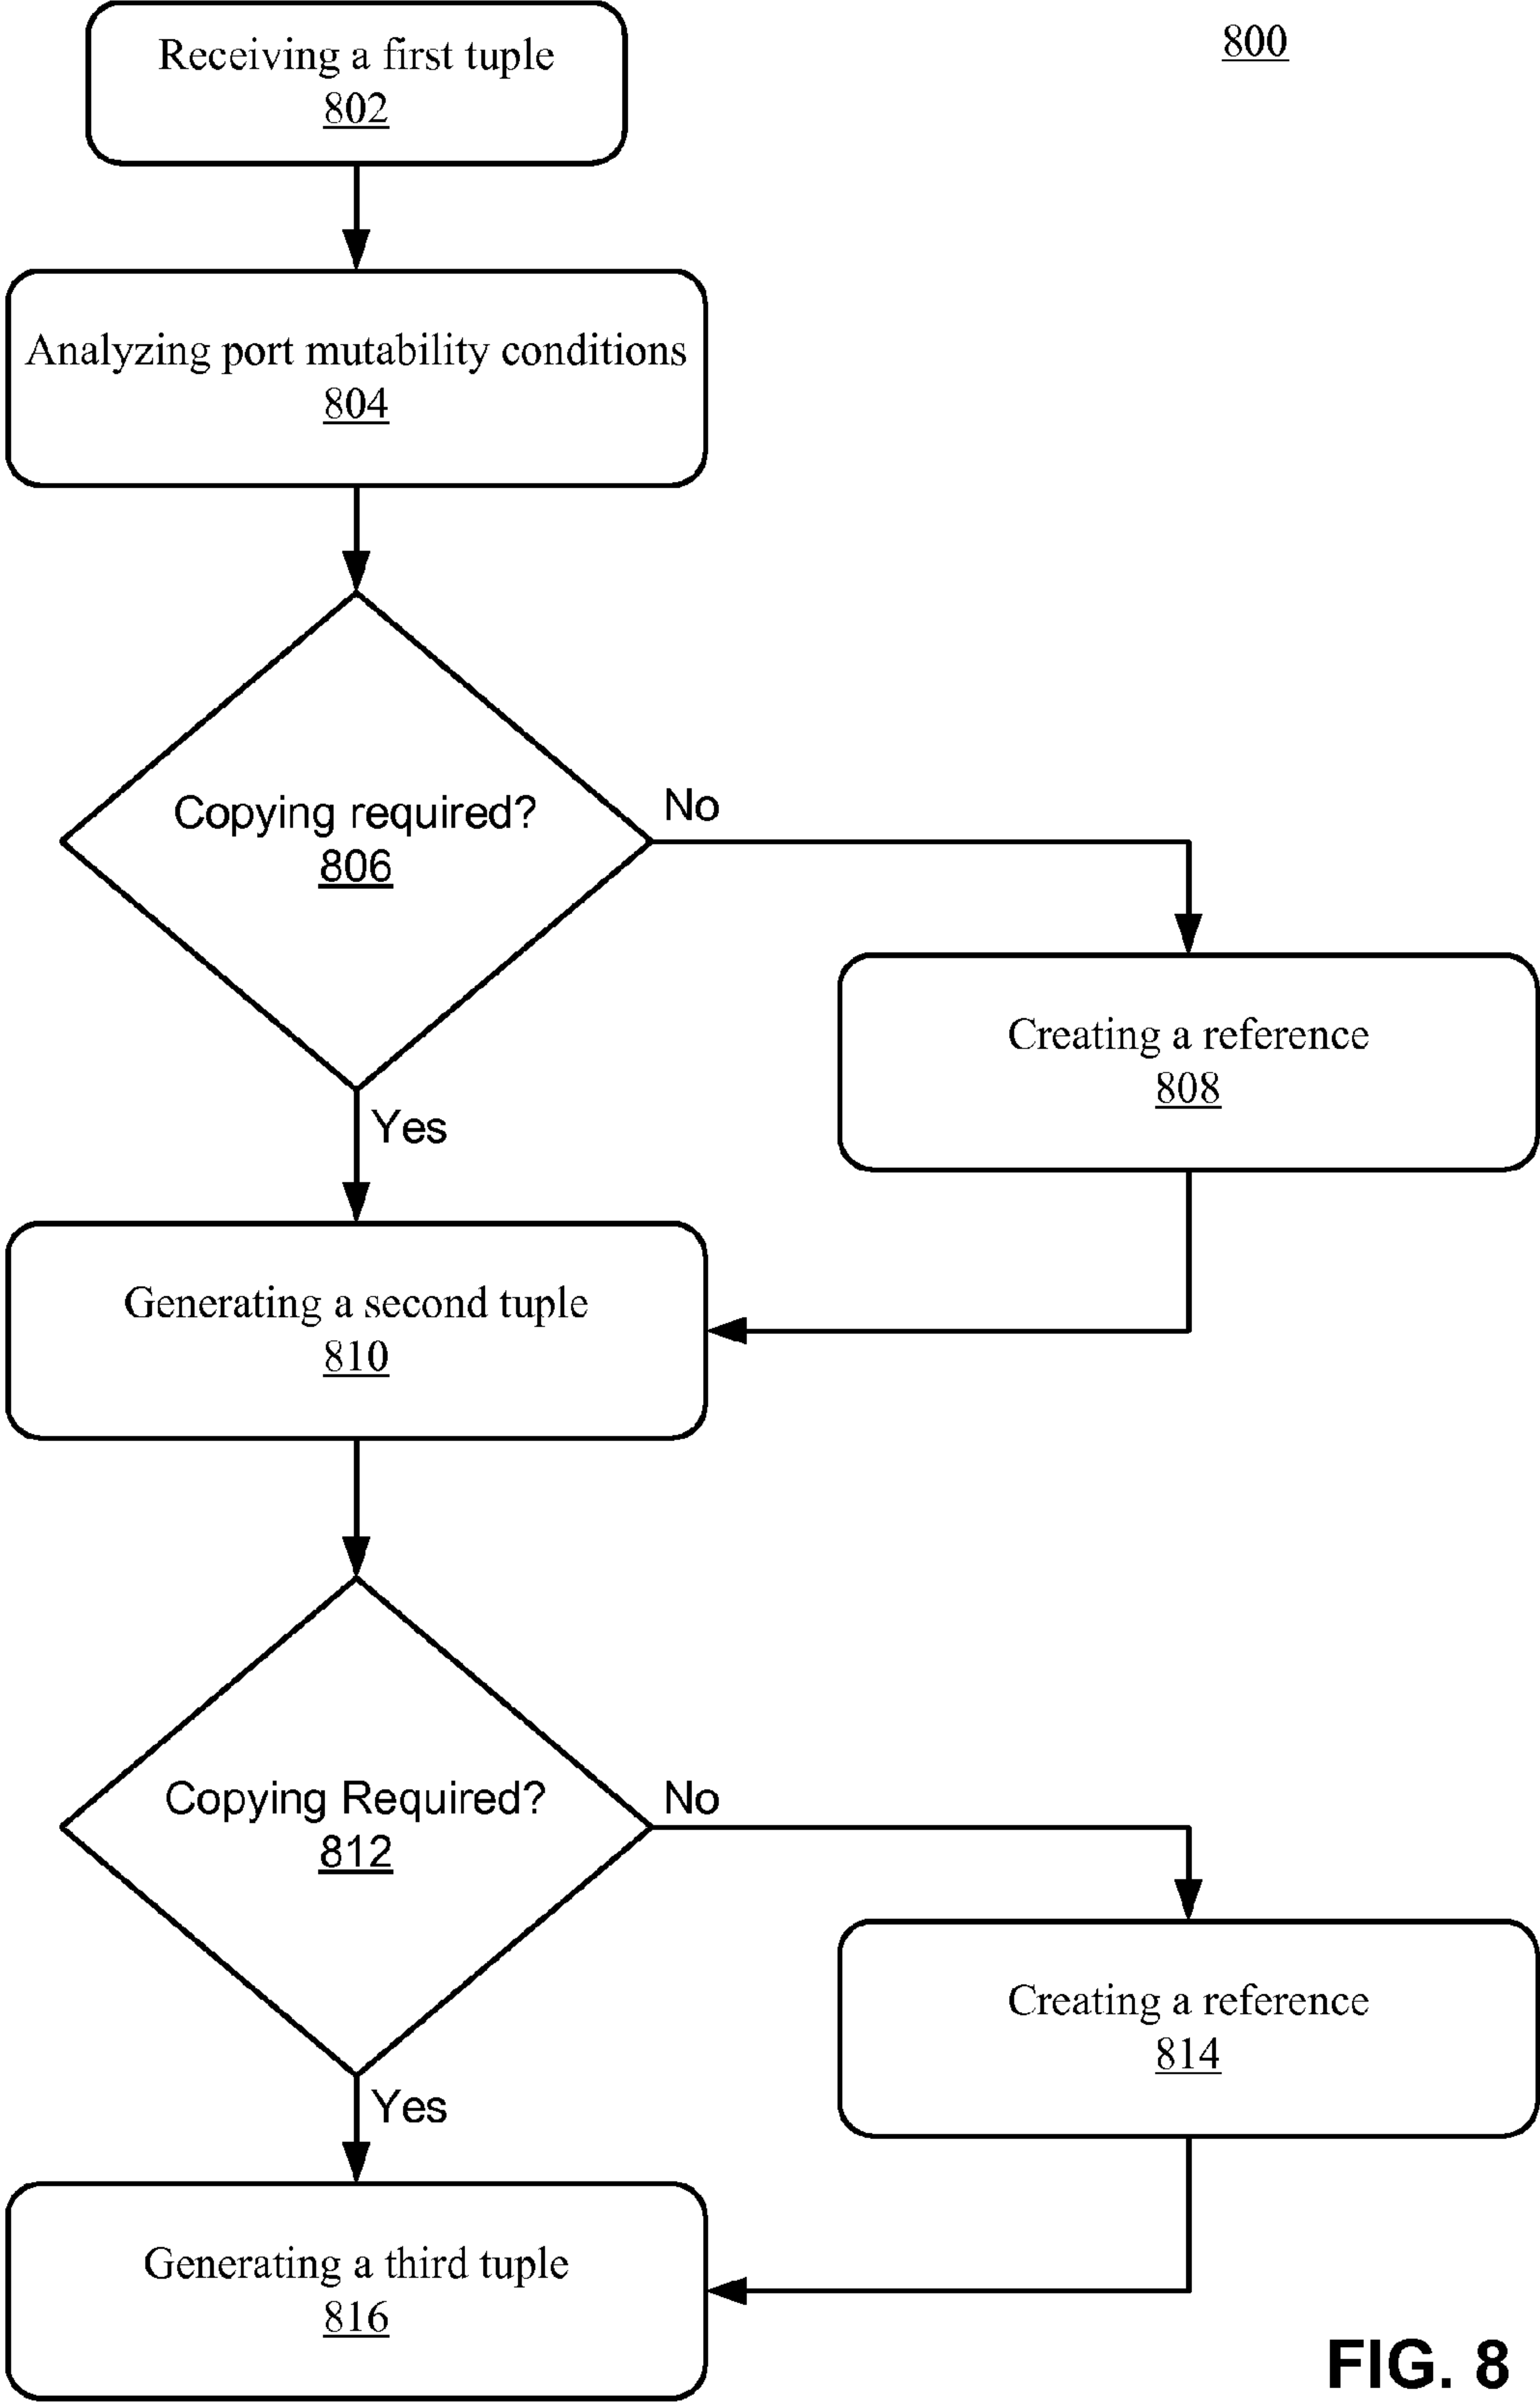 800
Receiving a first tuple
802
Analyzing port mutability conditions
804
Copying required?
806
No
Creating a reference
808
Yes
Generating a second tuple
810
Copying Required?
812
No
Creating a reference
814
Yes
Generating a third tuple
816
FIG. 8